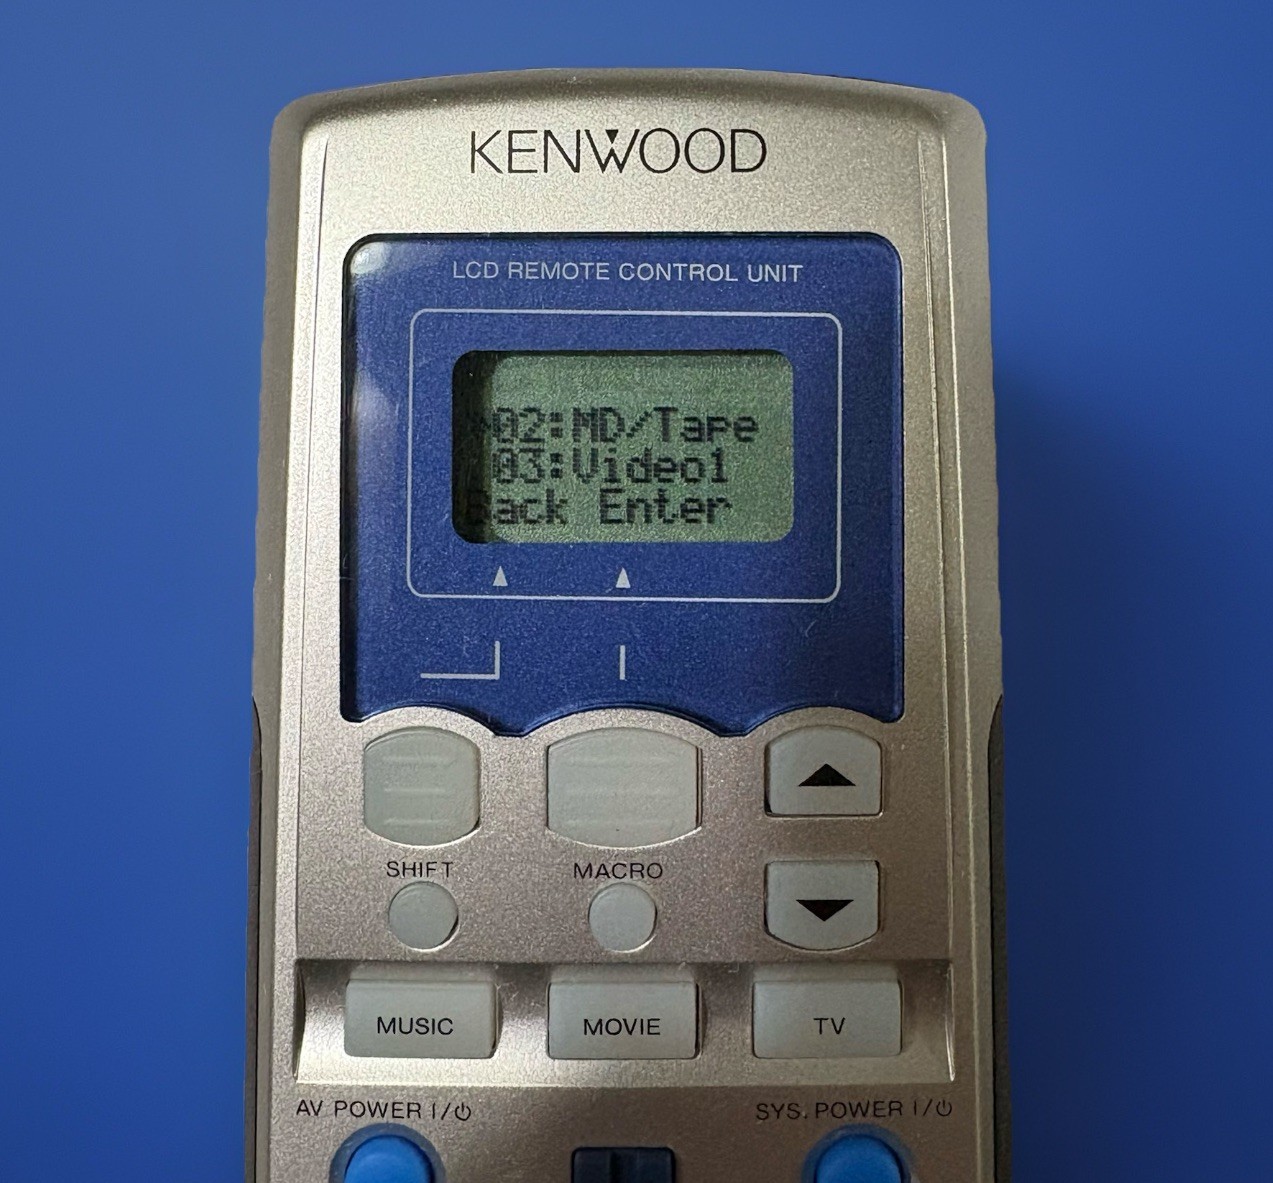 KENWOOD
LCD REMOTE CONTROL UNIT
02:MD/Tape
03:Video1
Back Enter
SHIFT MACRO
MUSIC MOVIE TV
AV POWER I/⏻ SYS. POWER I/⏻